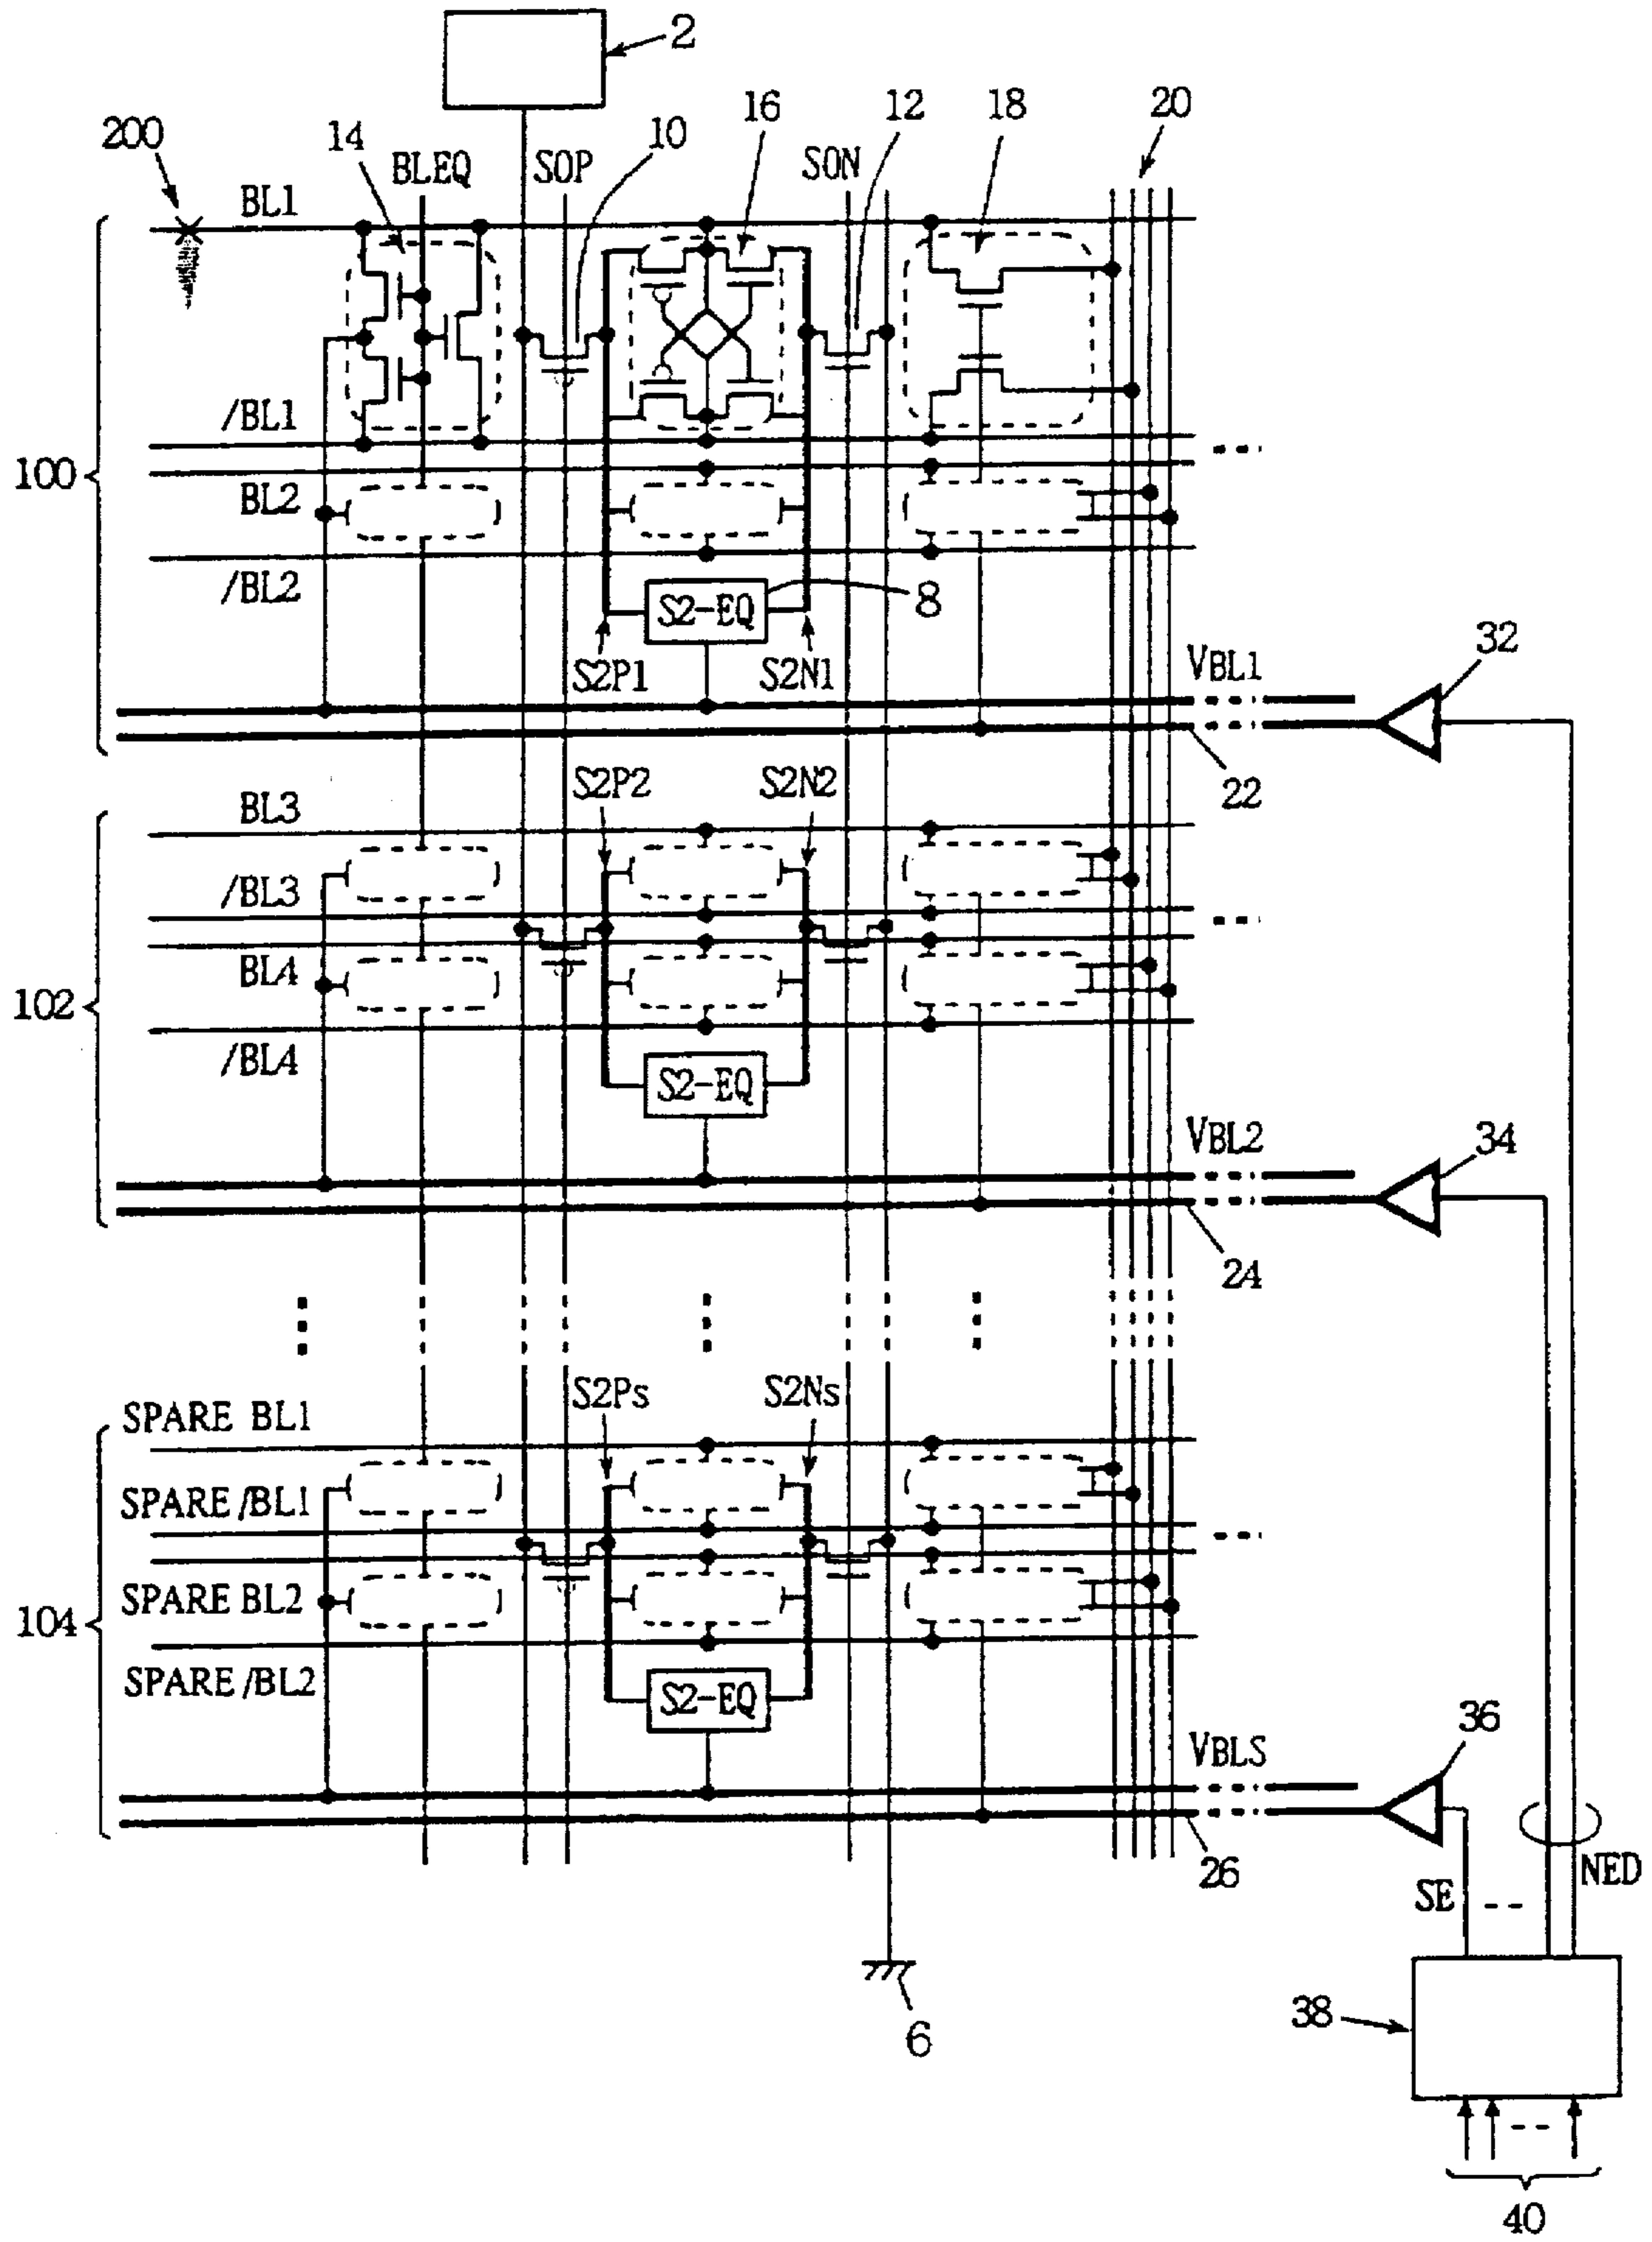 2
200
14
BLEQ
SOP
10
16
SON
12
18
20
BL1
/BL1
100
BL2
/BL2
S2-EQ
8
S2P1
S2N1
VBL1
32
22
S2P2
S2N2
BL3
/BL3
102
BL4
/BL4
S2-EQ
VBL2
34
24
S2Ps
S2Ns
SPARE BL1
SPARE /BL1
104
SPARE BL2
SPARE /BL2
S2-EQ
VBLS
36
26
SE
NED
6
38
40